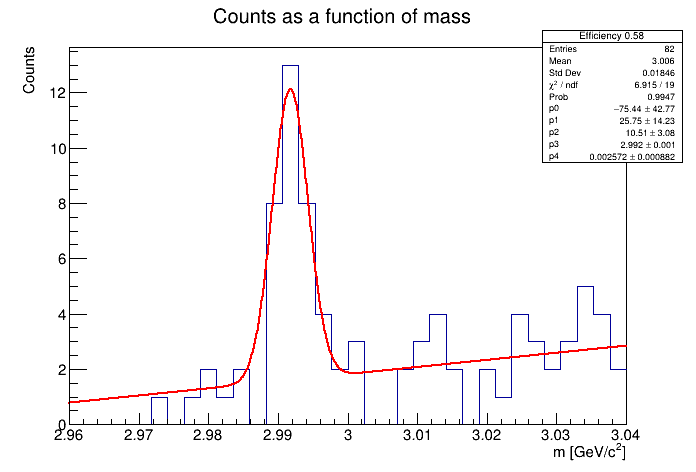 Counts as a function of mass
Efficiency 0.58
Entries 82
Mean 3.006
Std Dev 0.01846
χ² / ndf 6.915 / 19
Prob 0.9947
p0 −75.44 ± 42.77
p1 25.75 ± 14.23
p2 10.51 ± 3.08
p3 2.992 ± 0.001
p4 0.002572 ± 0.000882
Counts
12
10
8
6
4
2
0
2.96 2.97 2.98 2.99 3 3.01 3.02 3.03 3.04
m [GeV/c²]